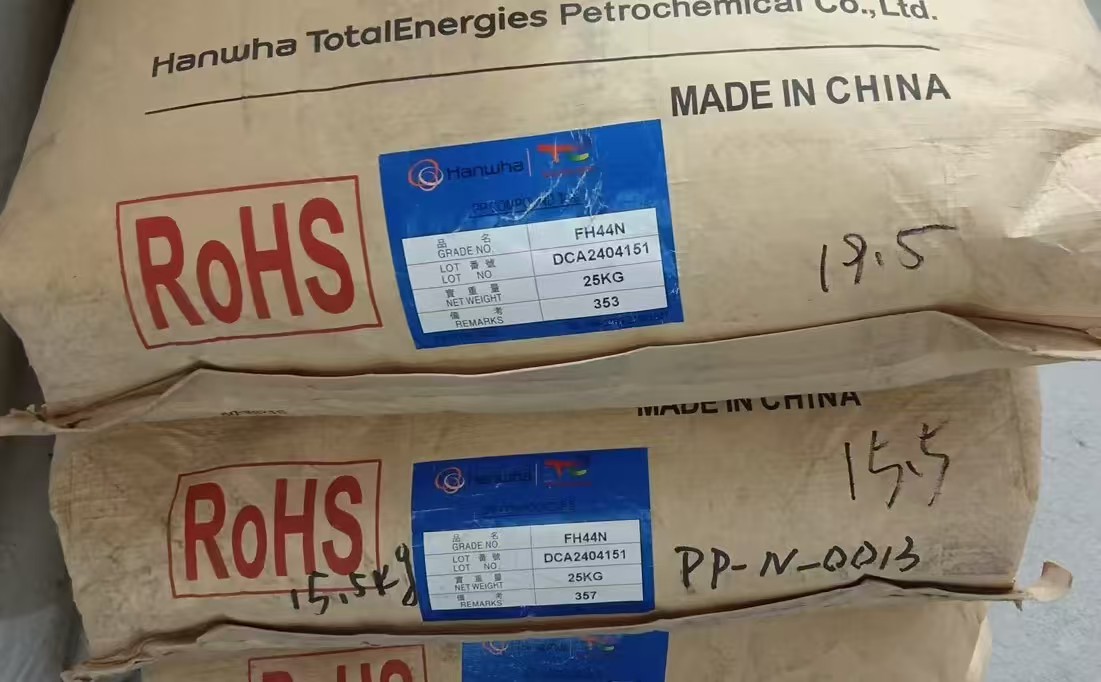 Hanwha TotalEnergies Petrochemical Co., Ltd.
MADE IN CHINA
RoHS
Hanwha
PP COMPOUND
品 名 GRADE NO. FH44N
LOT 番 號 LOT NO DCA2404151
實 重 量 NET WEIGHT 25KG
備 考 REMARKS 353
19.5
MADE IN CHINA
15.5
RoHS
15.5kg
Hanwha
品 名 GRADE NO. FH44N
LOT 番 號 LOT NO. DCA2404151
實 重 量 NET WEIGHT 25KG
備 考 REMARKS 357
PP-N-0013
RoHS